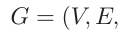 G = (V, E,